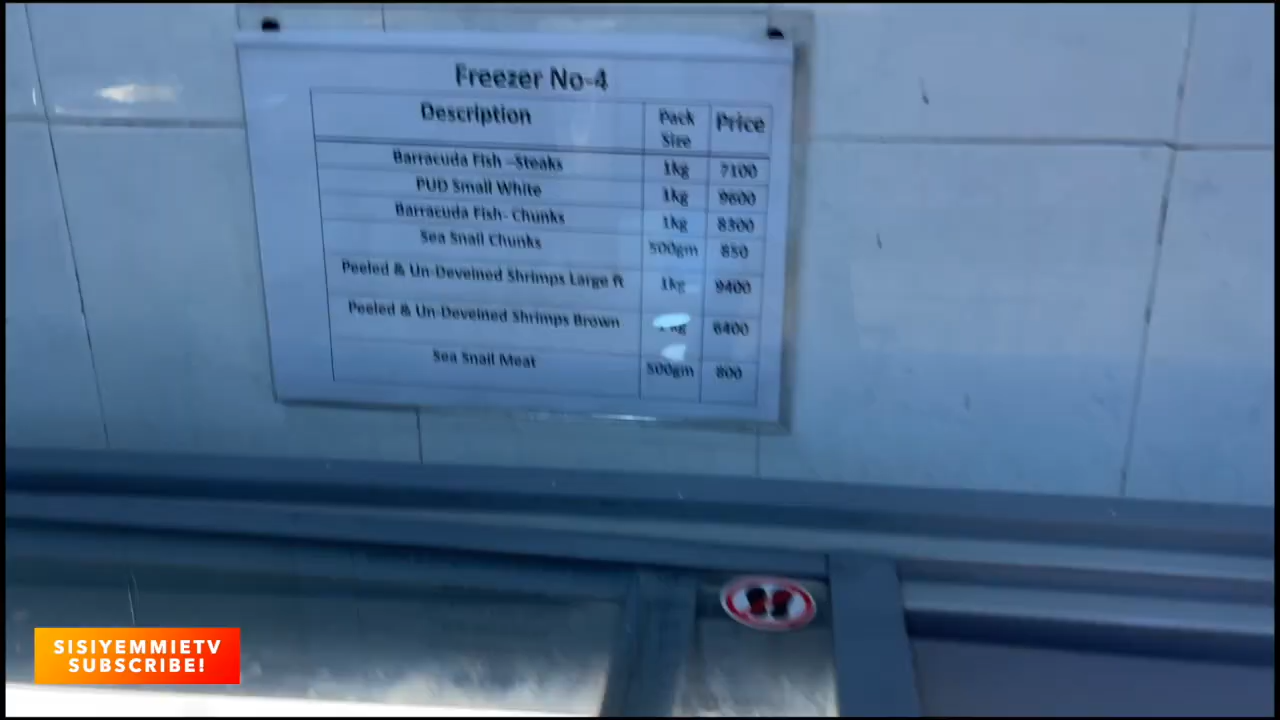 Freezer No-4
Description Pack Size Price
Barracuda Fish –Steaks 1kg 7100
PUD Small White 1kg 9600
Barracuda Fish- Chunks 1kg 8300
Sea Snail Chunks 500gm 850
Peeled & Un-Deveined Shrimps Large ft 1kg 9400
Peeled & Un-Deveined Shrimps Brown kg 6400
Sea Snail Meat 500gm 800
SISIYEMMIETV
SUBSCRIBE!